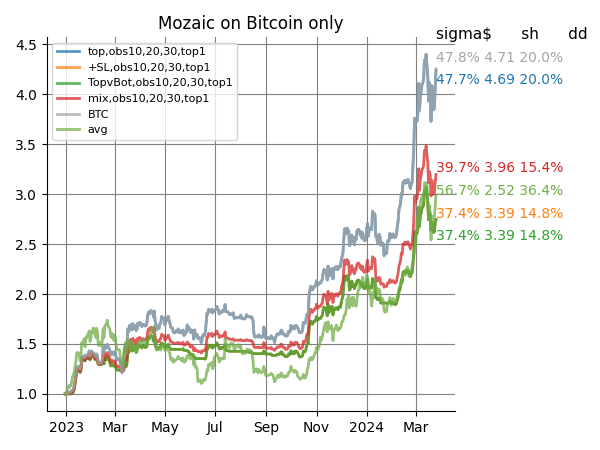 Mozaic on Bitcoin only
sigma$ sh dd
4.5
top,obs10,20,30,top1
+SL,obs10,20,30,top1
TopvBot,obs10,20,30,top1
mix,obs10,20,30,top1
BTC
avg
47.8% 4.71 20.0%
47.7% 4.69 20.0%
4.0
3.5
39.7% 3.96 15.4%
56.7% 2.52 36.4%
3.0
37.4% 3.39 14.8%
37.4% 3.39 14.8%
2.5
2.0
1.5
1.0
2023 Mar May Jul Sep Nov 2024 Mar